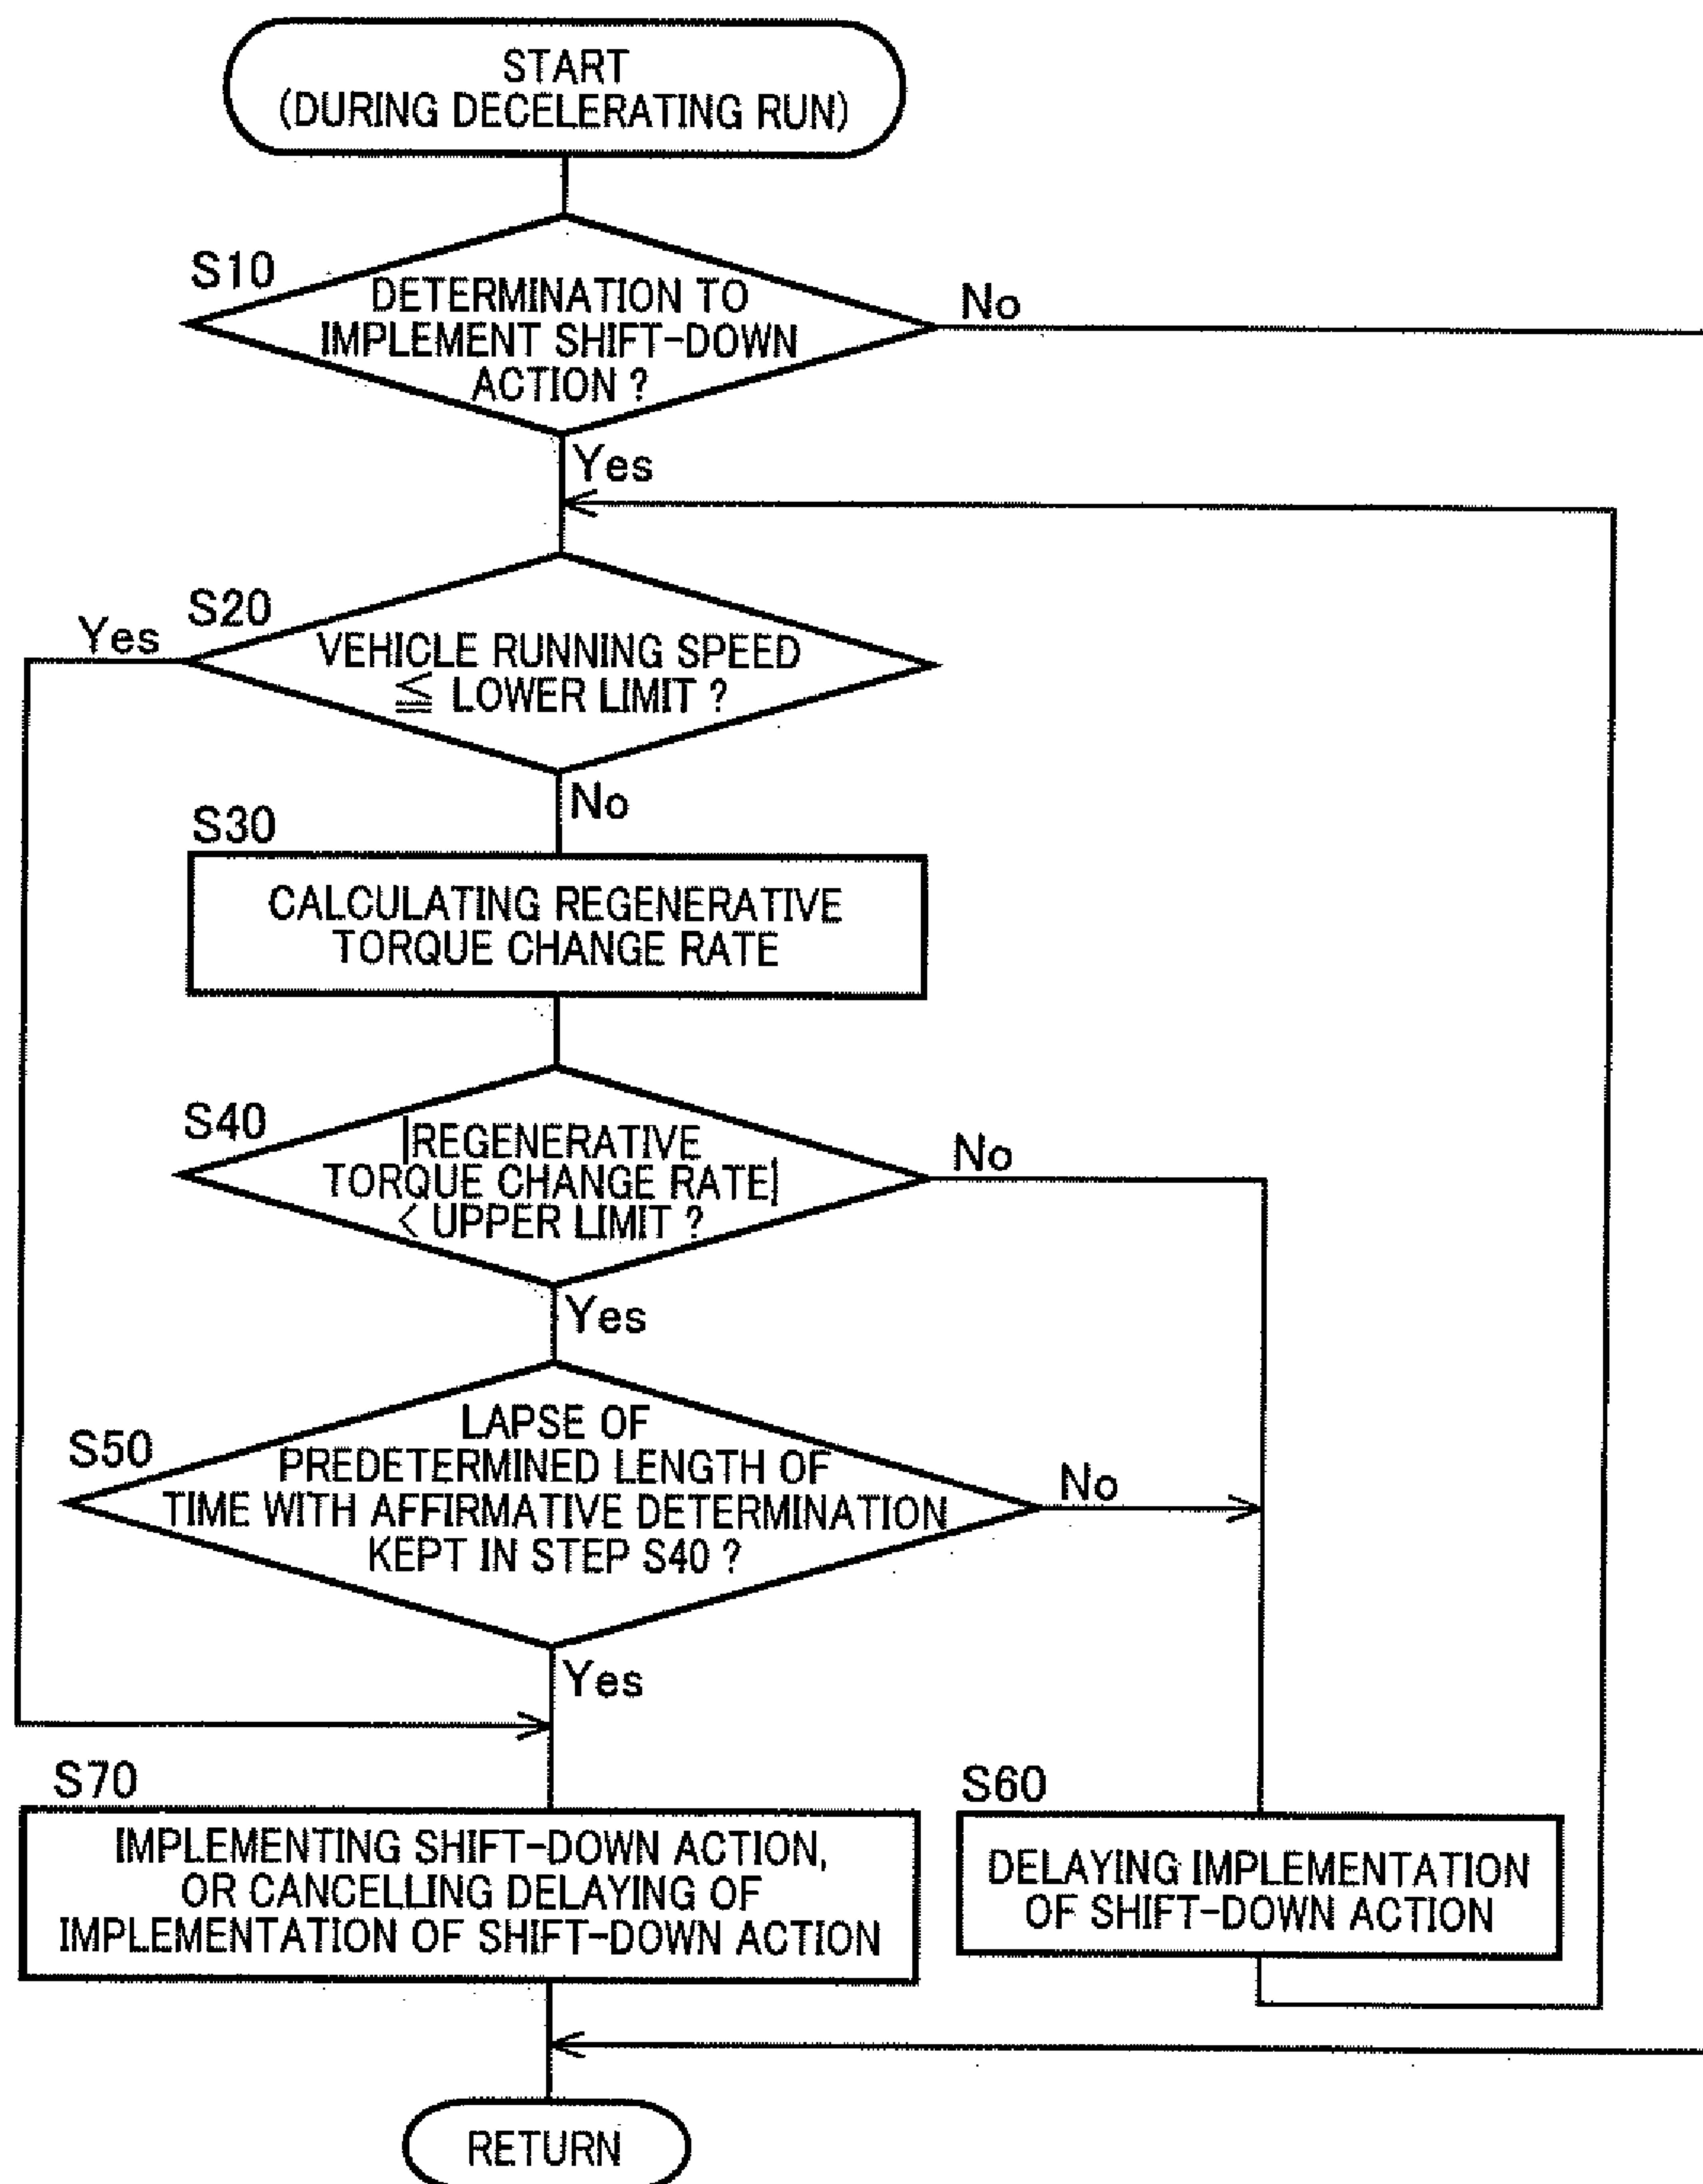 START
(DURING DECELERATING RUN)
S10
DETERMINATION TO
IMPLEMENT SHIFT-DOWN
ACTION ?
No
Yes
S20
Yes
VEHICLE RUNNING SPEED
≦ LOWER LIMIT ?
No
S30
CALCULATING REGENERATIVE
TORQUE CHANGE RATE
S40
|REGENERATIVE
TORQUE CHANGE RATE|
< UPPER LIMIT ?
No
Yes
S50
LAPSE OF
PREDETERMINED LENGTH OF
TIME WITH AFFIRMATIVE DETERMINATION
KEPT IN STEP S40 ?
No
Yes
S70
IMPLEMENTING SHIFT-DOWN ACTION,
OR CANCELLING DELAYING OF
IMPLEMENTATION OF SHIFT-DOWN ACTION
S60
DELAYING IMPLEMENTATION
OF SHIFT-DOWN ACTION
RETURN